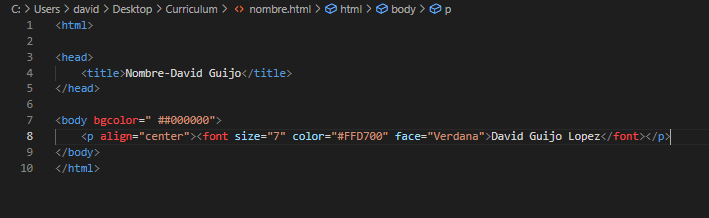 C: > Users > david > Desktop > Curriculum > <> nombre.html > html > body > p
1 <html>
2
3 <head>
4 <title>Nombre-David Guijo</title>
5 </head>
6
7 <body bgcolor=" ##000000">
8 <p align="center"><font size="7" color="#FFD700" face="Verdana">David Guijo Lopez</font></p>
9 </body>
10 </html>